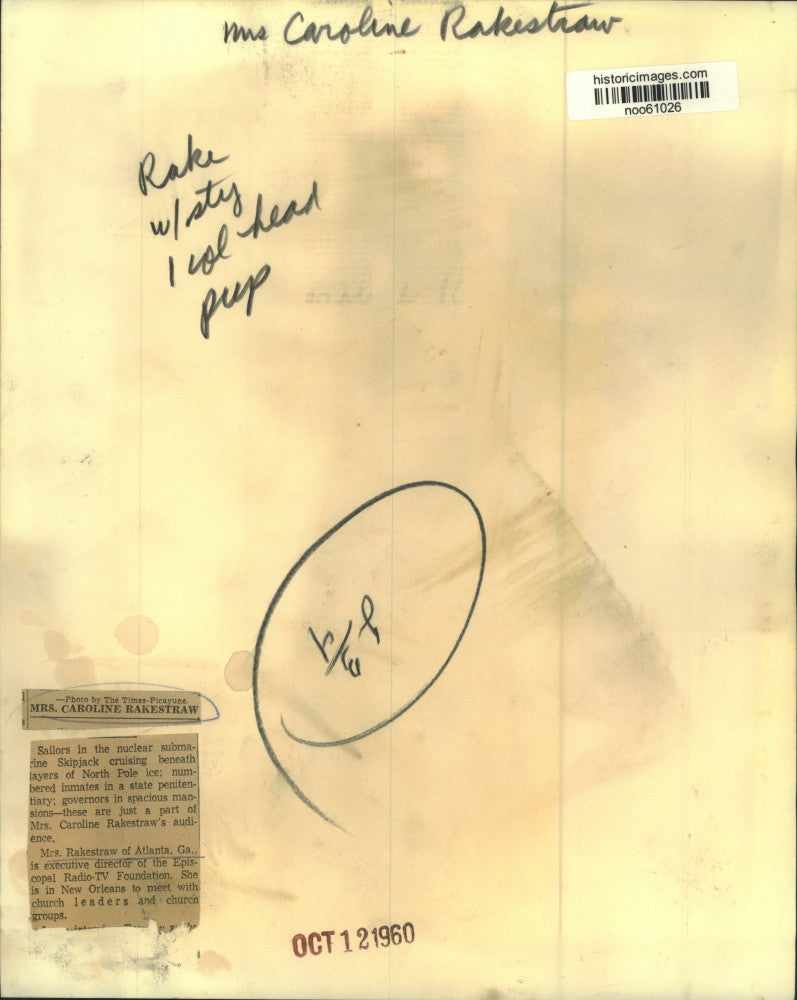 Mrs Caroline Rakestraw
historicimages.com
noo61026
Rake
w/sty
1 col head
pup
—Photo by The Times-Picayune.
MRS. CAROLINE RAKESTRAW
Sailors in the nuclear subma-
rine Skipjack cruising beneath
layers of North Pole ice; num-
bered inmates in a state peniten-
tiary; governors in spacious man-
sions—these are just a part of
Mrs. Caroline Rakestraw's audi-
ence.
Mrs. Rakestraw of Atlanta, Ga.,
is executive director of the Epis-
copal Radio-TV Foundation. She
is in New Orleans to meet with
church leaders and church
groups.
OCT 12 1960